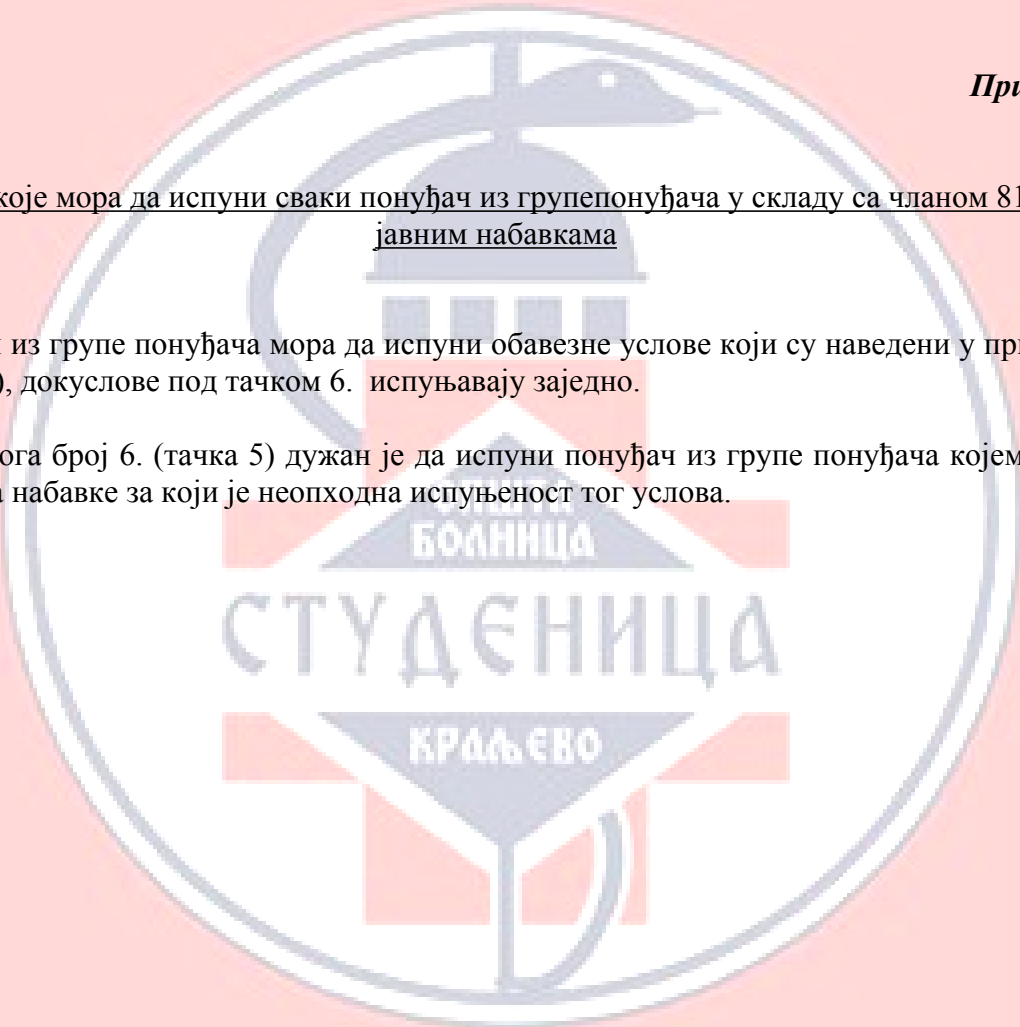 При
које мора да испуни сваки понуђач из групепонуђача у складу са чланом 81
јавним набавкама
из групе понуђача мора да испуни обавезне услове који су наведени у при
), докуслове под тачком 6. испуњавају заједно.
ога број 6. (тачка 5) дужан је да испуни понуђач из групе понуђача којем
набавке за који је неопходна испуњеност тог услова.
ОПШТА
БОЛНИЦА
СТУДЕНИЦА
КРАЉЕВО